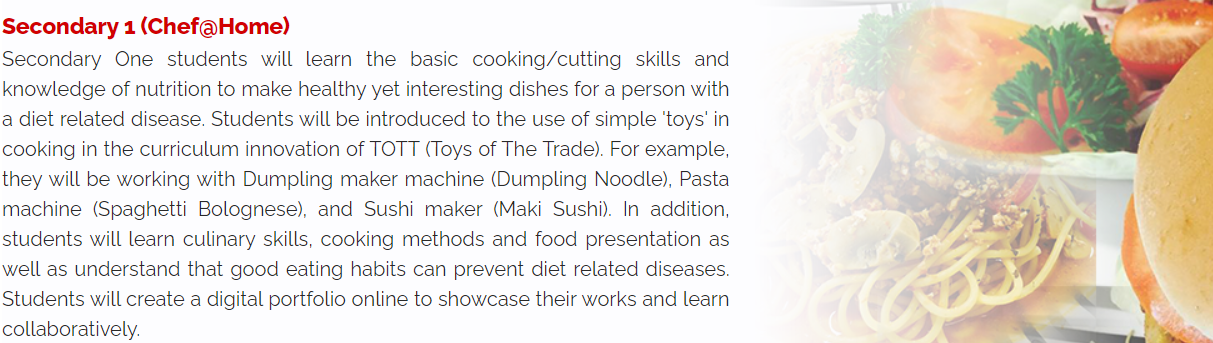 Secondary 1 (Chef@Home)
Secondary One students will learn the basic cooking/cutting skills and
knowledge of nutrition to make healthy yet interesting dishes for a person with
a diet related disease. Students will be introduced to the use of simple 'toys' in
cooking in the curriculum innovation of TOTT (Toys of The Trade). For example,
they will be working with Dumpling maker machine (Dumpling Noodle), Pasta
machine (Spaghetti Bolognese), and Sushi maker (Maki Sushi). In addition,
students will learn culinary skills, cooking methods and food presentation as
well as understand that good eating habits can prevent diet related diseases.
Students will create a digital portfolio online to showcase their works and learn
collaboratively.